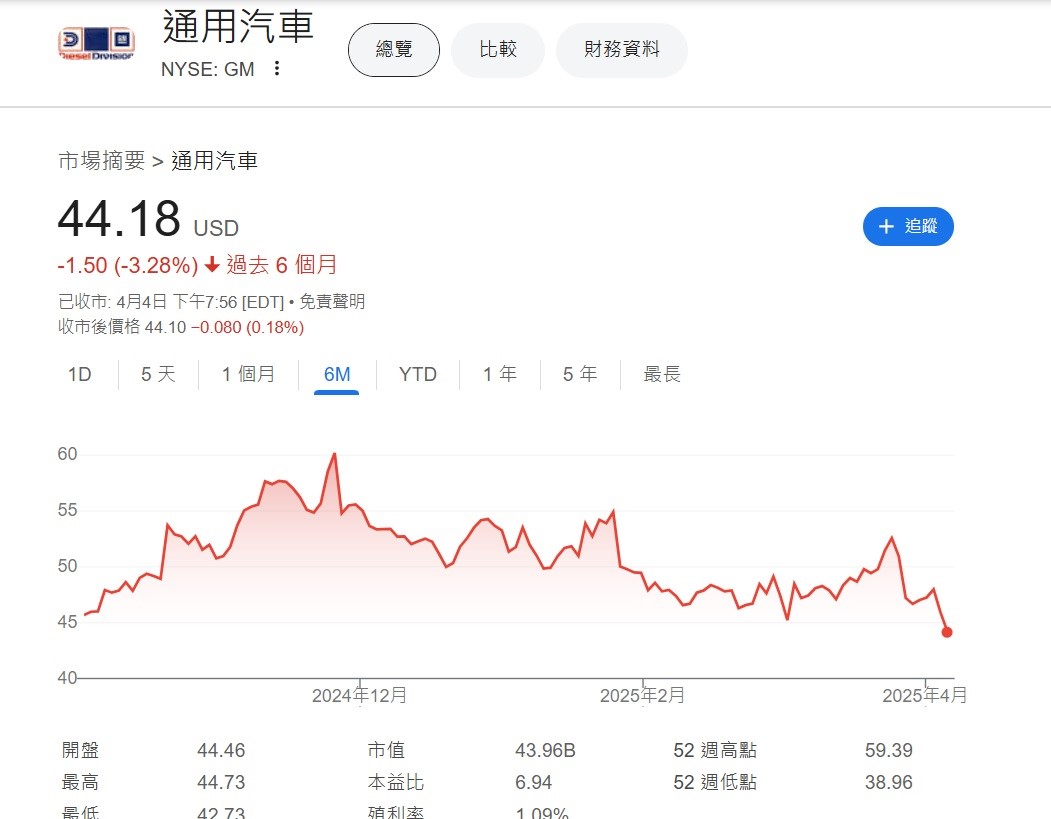 通用汽車
NYSE: GM
總覽 比較 財務資料
Diesel Division
市場摘要 > 通用汽車
44.18 USD
+ 追蹤
-1.50 (-3.28%) 過去 6 個月
已收市: 4月4日 下午7:56 [EDT] • 免責聲明
收市後價格 44.10 −0.080 (0.18%)
1D 5 天 1 個月 6M YTD 1 年 5 年 最長
60
55
50
45
40
2024年12月 2025年2月 2025年4月
開盤 44.46 市值 43.96B 52 週高點 59.39
最高 44.73 本益比 6.94 52 週低點 38.96
最低 42.73 殖利率 1.09%